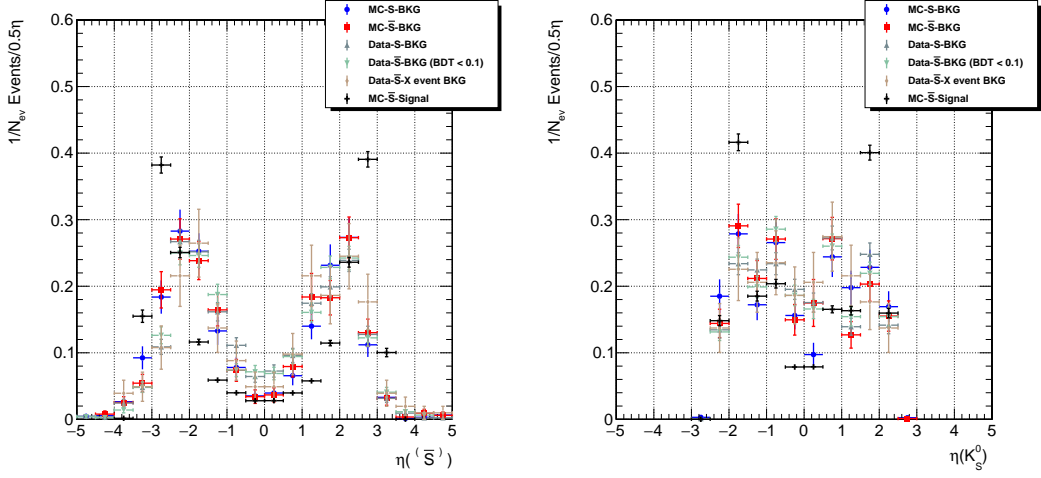 1/N_ev Events/0.5η
0.6
0.5
0.4
0.3
0.2
0.1
0
MC-S-BKG
MC-S̅-BKG
Data-S-BKG
Data-S̅-BKG (BDT < 0.1)
Data-S̅-X event BKG
MC-S̅-Signal
−5 −4 −3 −2 −1 0 1 2 3 4 5
η( ⁽ S̅ ⁾ )
1/N_ev Events/0.5η
0.6
0.5
0.4
0.3
0.2
0.1
0
MC-S-BKG
MC-S̅-BKG
Data-S-BKG
Data-S̅-BKG (BDT < 0.1)
Data-S̅-X event BKG
MC-S̅-Signal
−5 −4 −3 −2 −1 0 1 2 3 4 5
η(K_S^0)